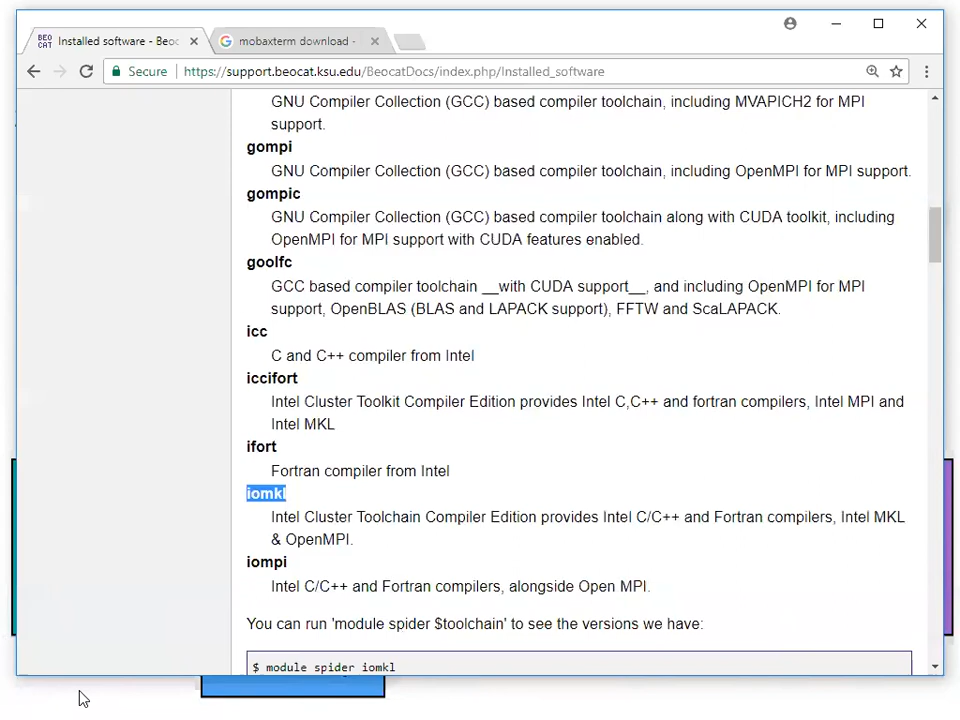 BEO CAT Installed software - Beoc
mobaxterm download -
Secure https://support.beocat.ksu.edu/BeocatDocs/index.php/Installed_software
GNU Compiler Collection (GCC) based compiler toolchain, including MVAPICH2 for MPI
support.
gompi
GNU Compiler Collection (GCC) based compiler toolchain, including OpenMPI for MPI support.
gompic
GNU Compiler Collection (GCC) based compiler toolchain along with CUDA toolkit, including
OpenMPI for MPI support with CUDA features enabled.
goolfc
GCC based compiler toolchain __with CUDA support__, and including OpenMPI for MPI
support, OpenBLAS (BLAS and LAPACK support), FFTW and ScaLAPACK.
icc
C and C++ compiler from Intel
iccifort
Intel Cluster Toolkit Compiler Edition provides Intel C,C++ and fortran compilers, Intel MPI and
Intel MKL
ifort
Fortran compiler from Intel
iomkl
Intel Cluster Toolchain Compiler Edition provides Intel C/C++ and Fortran compilers, Intel MKL
& OpenMPI.
iompi
Intel C/C++ and Fortran compilers, alongside Open MPI.
You can run 'module spider $toolchain' to see the versions we have:
$ module spider iomkl